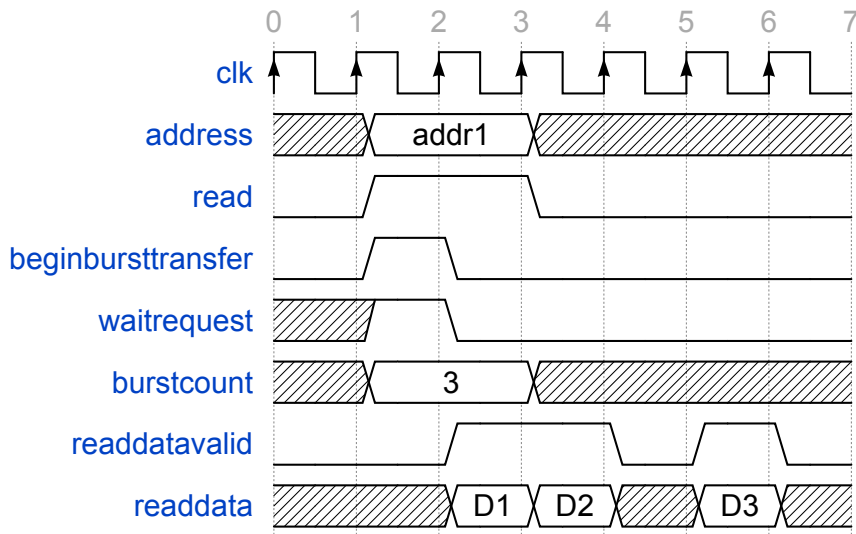 0 1 2 3 4 5 6 7
clk
address addr1
read
beginbursttransfer
waitrequest
burstcount 3
readdatavalid
readdata D1 D2 D3